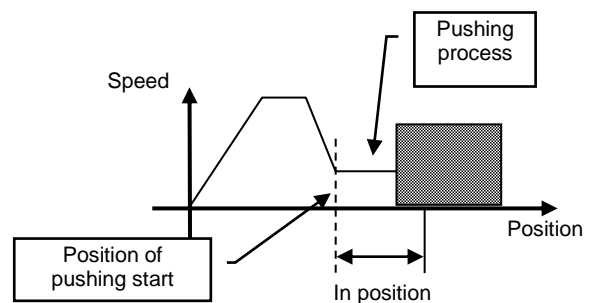 Pushing
process
Speed
Position
Position of
pushing start
In position